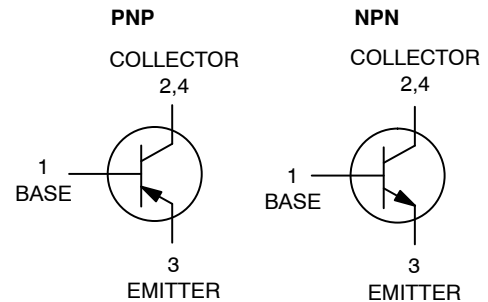 PNP
COLLECTOR
2,4
1
BASE
3
EMITTER
NPN
COLLECTOR
2,4
1
BASE
3
EMITTER